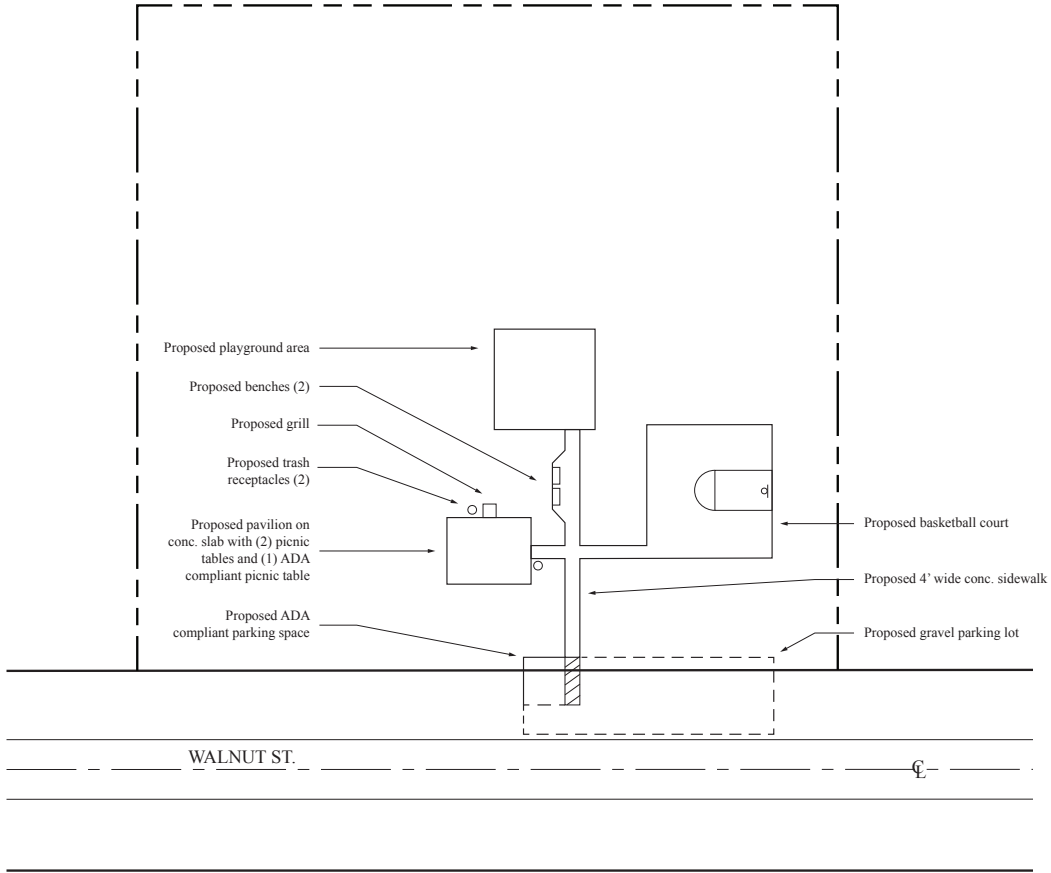 Proposed playground area
Proposed benches (2)
Proposed grill
Proposed trash
receptacles (2)
Proposed pavilion on
conc. slab with (2) picnic
tables and (1) ADA
compliant picnic table
Proposed ADA
compliant parking space
Proposed basketball court
Proposed 4’ wide conc. sidewalk
Proposed gravel parking lot
WALNUT ST.
℄